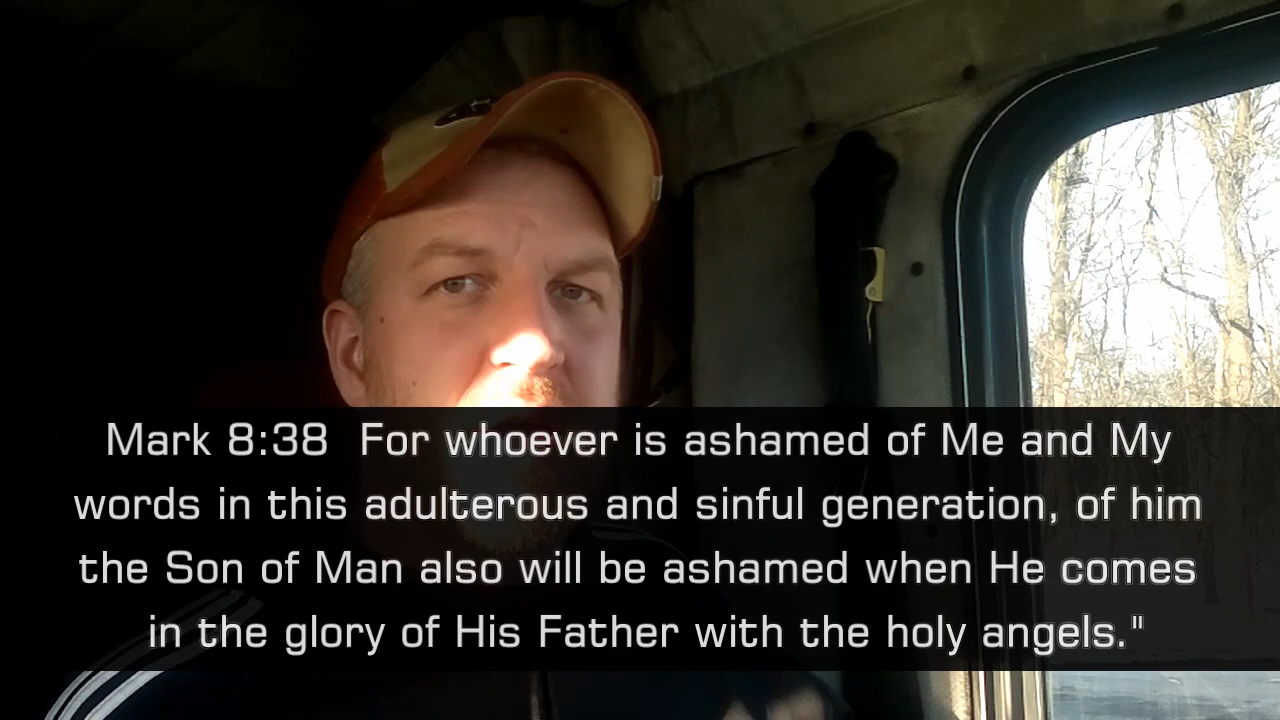 Mark 8:38  For whoever is ashamed of Me and My
words in this adulterous and sinful generation, of him
the Son of Man also will be ashamed when He comes
in the glory of His Father with the holy angels."